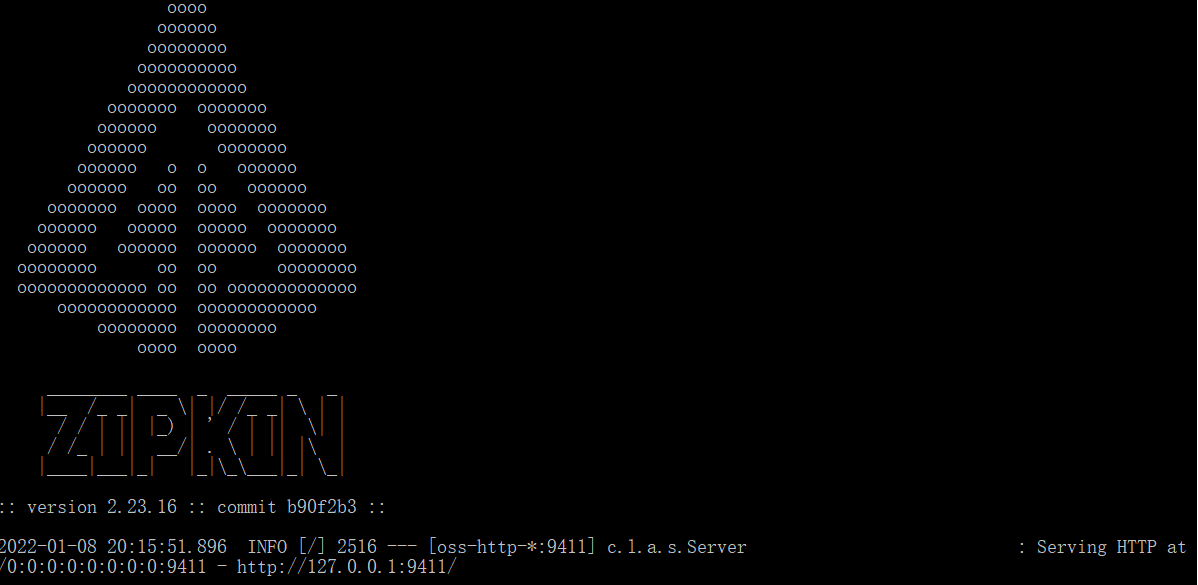 oooo
                oooooo
               oooooooo
              oooooooooo
             oooooooooooo
           ooooooo  ooooooo
          oooooo     ooooooo
         oooooo       ooooooo
        oooooo   o  o   oooooo
       oooooo   oo  oo   oooooo
     ooooooo  oooo  oooo  ooooooo
    oooooo   ooooo  ooooo  ooooooo
   oooooo   oooooo  oooooo  ooooooo
  oooooooo      oo  oo      oooooooo
  ooooooooooooo oo  oo ooooooooooooo
      oooooooooooo  oooooooooooo
          oooooooo  oooooooo
              oooo  oooo
ZIPKIN
:: version 2.23.16 :: commit b90f2b3 ::
2022-01-08 20:15:51.896  INFO [/] 2516 --- [oss-http-*:9411] c.l.a.s.Server                           : Serving HTTP at
/0:0:0:0:0:0:0:0:9411 - http://127.0.0.1:9411/